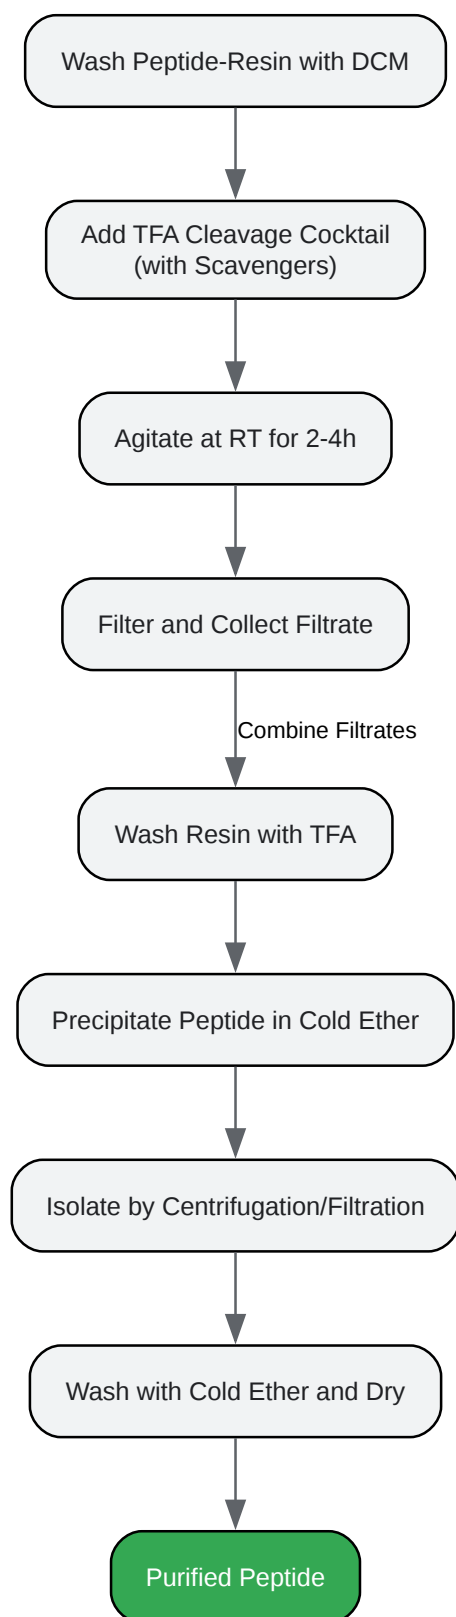 Wash Peptide-Resin with DCM
Add TFA Cleavage Cocktail
(with Scavengers)
Agitate at RT for 2-4h
Filter and Collect Filtrate
Combine Filtrates
Wash Resin with TFA
Precipitate Peptide in Cold Ether
Isolate by Centrifugation/Filtration
Wash with Cold Ether and Dry
Purified Peptide